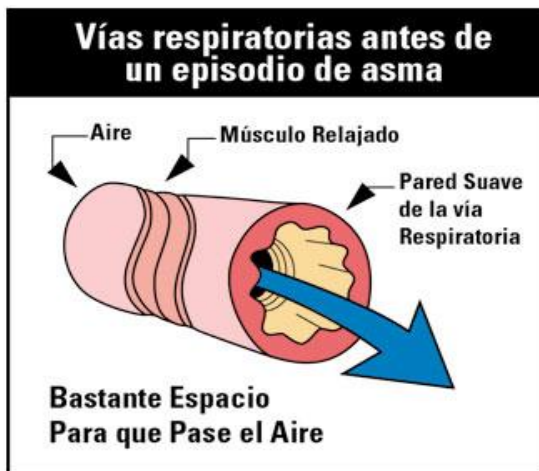 Vías respiratorias antes de
un episodio de asma
Aire
Músculo Relajado
Pared Suave
de la vía
Respiratoria
Bastante Espacio
Para que Pase el Aire